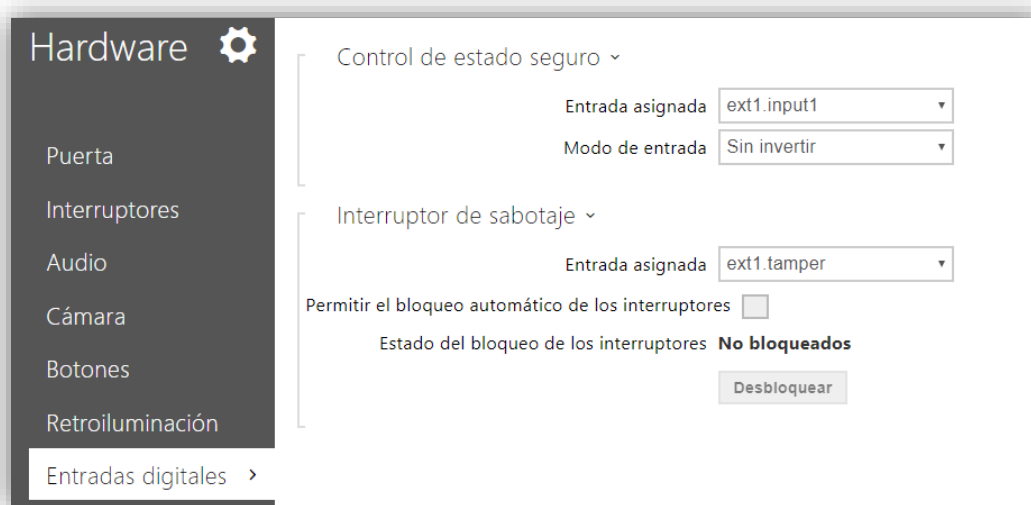 Hardware
Puerta
Interruptores
Audio
Cámara
Botones
Retroiluminación
Entradas digitales
Control de estado seguro
Entrada asignada ext1.input1
Modo de entrada Sin invertir
Interruptor de sabotaje
Entrada asignada ext1.tamper
Permitir el bloqueo automático de los interruptores
Estado del bloqueo de los interruptores No bloqueados
Desbloquear